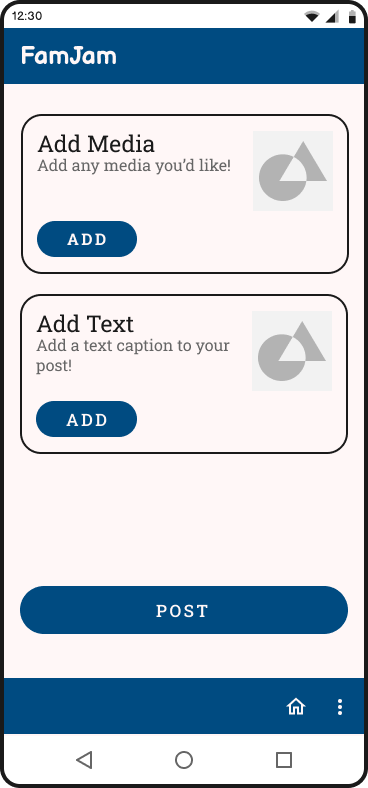 12:30
FamJam
Add Media
Add any media you’d like!
ADD
Add Text
Add a text caption to your
post!
ADD
POST